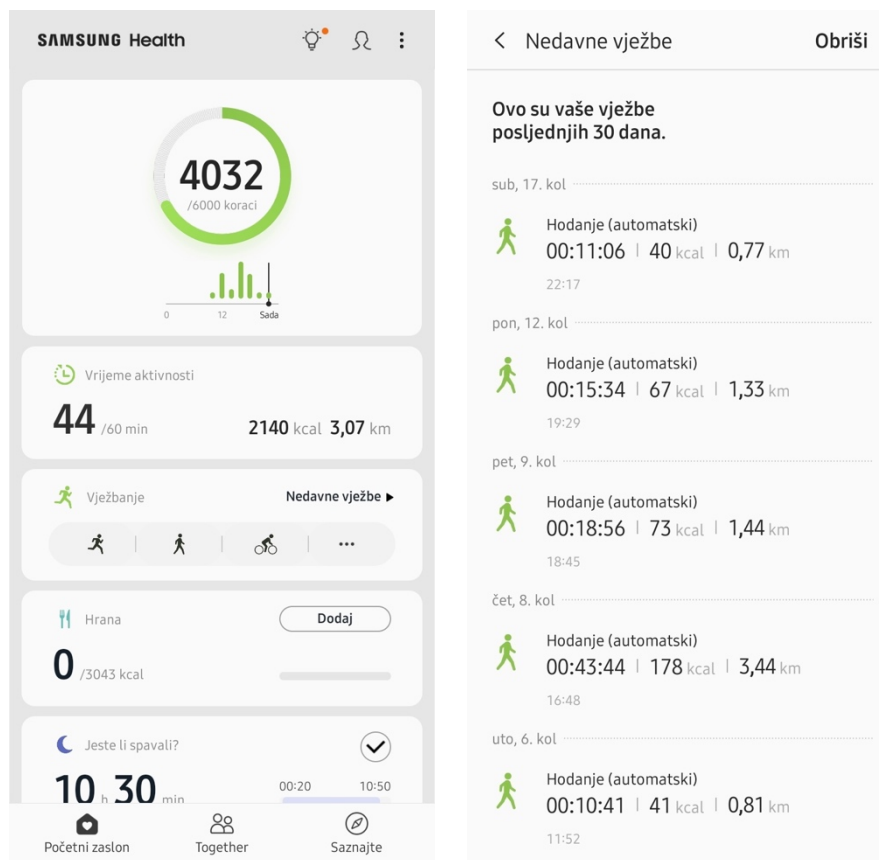 SAMSUNG Health
4032
/6000 koraci
0 12 Sada
Vrijeme aktivnosti
44 /60 min 2140 kcal 3,07 km
Vježbanje Nedavne vježbe
Hrana Dodaj
0 /3043 kcal
Jeste li spavali?
10 h 30 min 00:20 10:50
Početni zaslon Together Saznajte
Nedavne vježbe Obriši
Ovo su vaše vježbe
posljednjih 30 dana.
sub, 17. kol
Hodanje (automatski)
00:11:06 | 40 kcal | 0,77 km
22:17
pon, 12. kol
Hodanje (automatski)
00:15:34 | 67 kcal | 1,33 km
19:29
pet, 9. kol
Hodanje (automatski)
00:18:56 | 73 kcal | 1,44 km
18:45
čet, 8. kol
Hodanje (automatski)
00:43:44 | 178 kcal | 3,44 km
16:48
uto, 6. kol
Hodanje (automatski)
00:10:41 | 41 kcal | 0,81 km
11:52